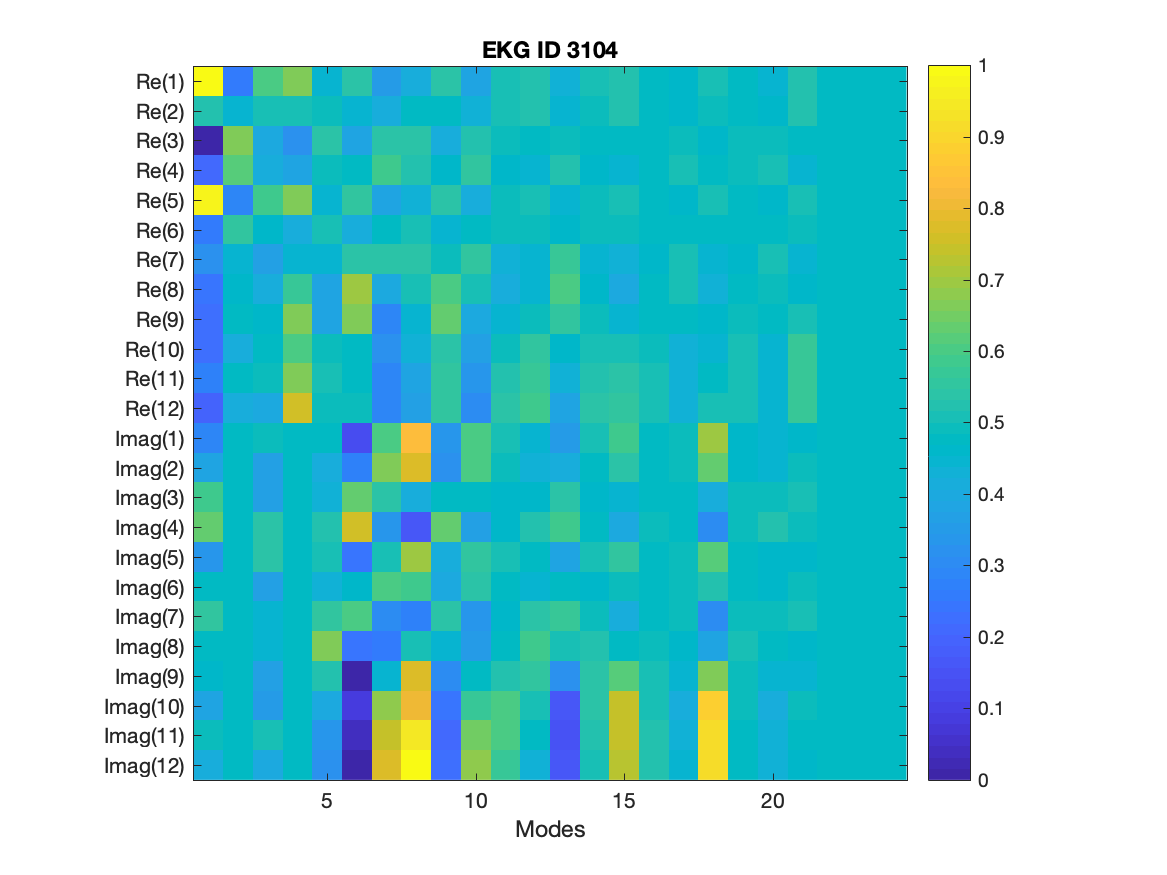 EKG ID 3104
Re(1)
Re(2)
Re(3)
Re(4)
Re(5)
Re(6)
Re(7)
Re(8)
Re(9)
Re(10)
Re(11)
Re(12)
Imag(1)
Imag(2)
Imag(3)
Imag(4)
Imag(5)
Imag(6)
Imag(7)
Imag(8)
Imag(9)
Imag(10)
Imag(11)
Imag(12)
5 10 15 20
Modes
1
0.9
0.8
0.7
0.6
0.5
0.4
0.3
0.2
0.1
0